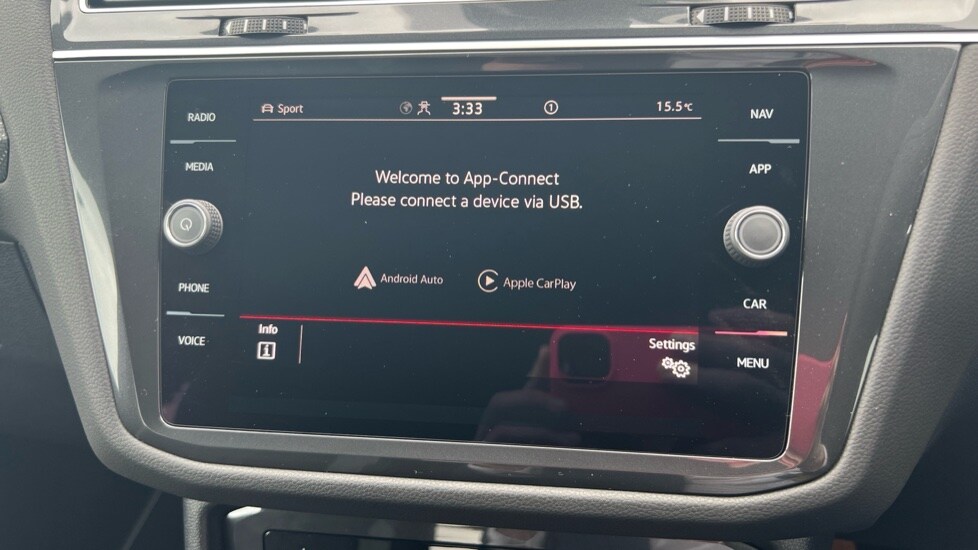 RADIO
MEDIA
PHONE
VOICE
Sport
3:33
1
15.5°C
Welcome to App-Connect
Please connect a device via USB.
Android Auto
Apple CarPlay
Info
Settings
NAV
APP
CAR
MENU